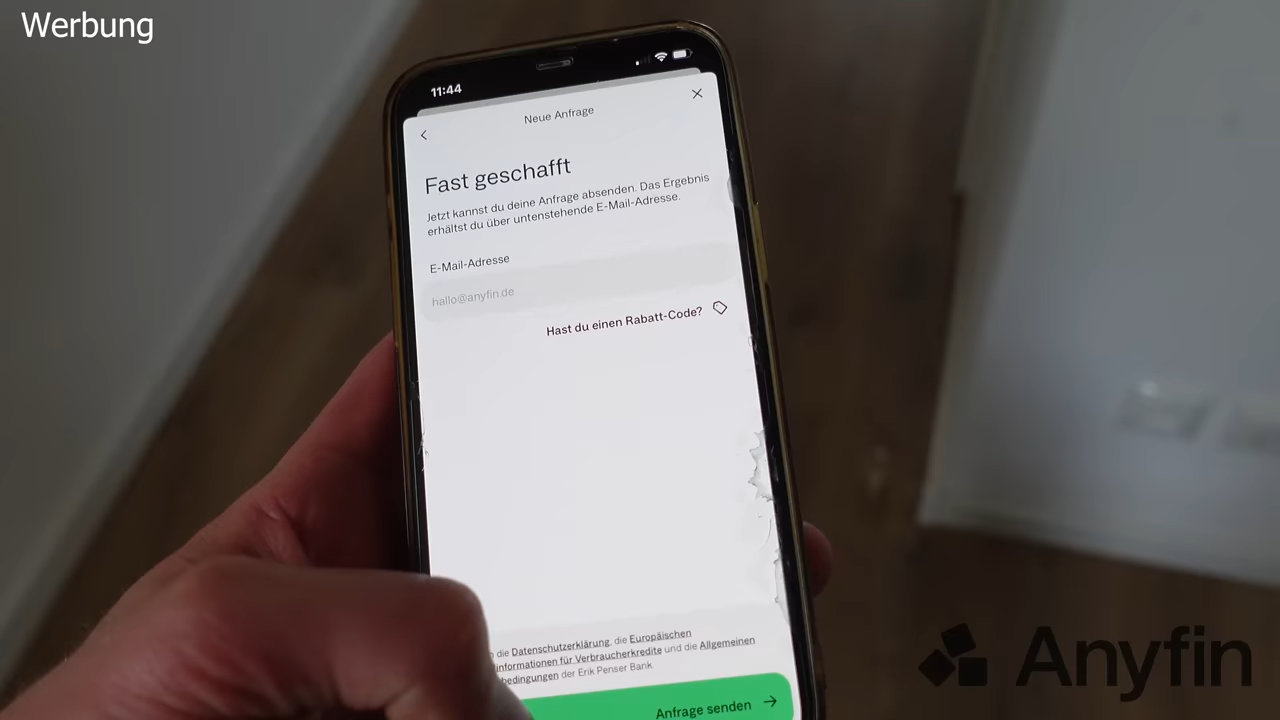 Werbung
11:44
Neue Anfrage
Fast geschafft
Jetzt kannst du deine Anfrage absenden. Das Ergebnis
erhältst du über untenstehende E-Mail-Adresse.
E-Mail-Adresse
hallo@anyfin.de
Hast du einen Rabatt-Code?
die Datenschutzerklärung, die Europäischen
informationen für Verbraucherkredite und die Allgemeinen
bedingungen der Erik Penser Bank.
Anfrage senden
Anyfin